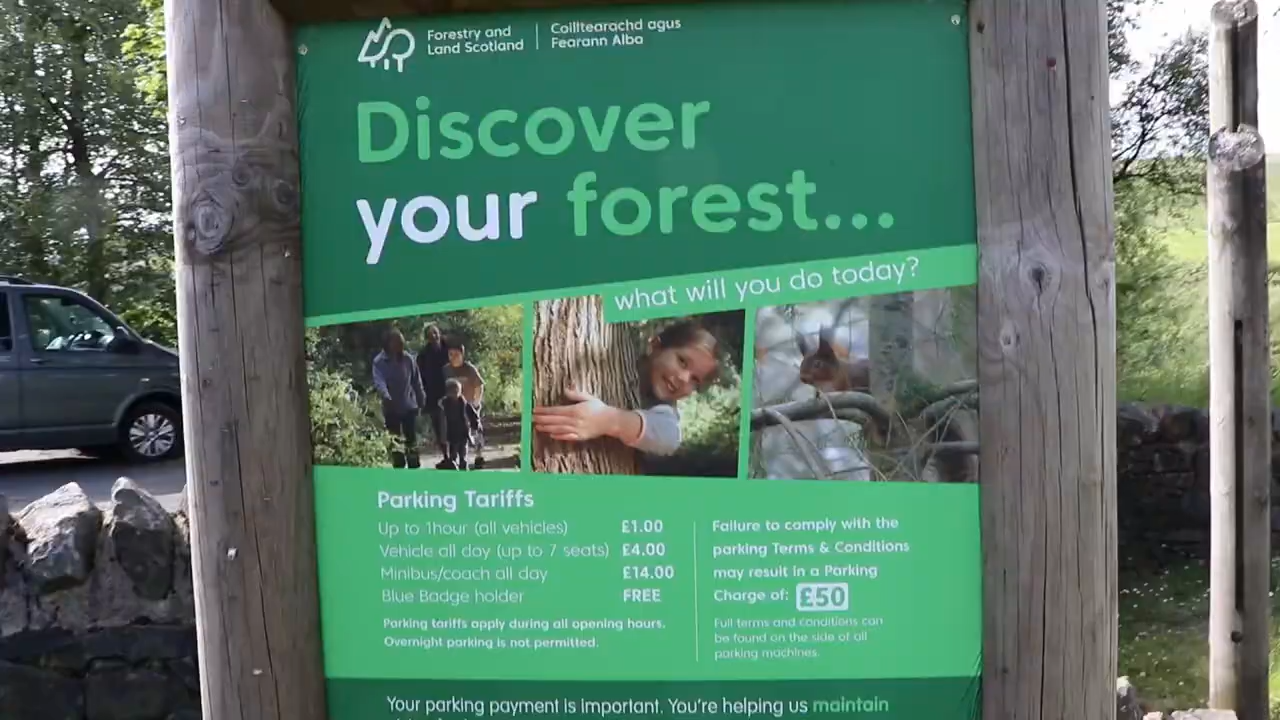 Forestry and
Land Scotland
Coilltearachd agus
Fearann Alba
Discover
your forest...
what will you do today?
Parking Tariffs
Up to 1hour (all vehicles) £1.00
Vehicle all day (up to 7 seats) £4.00
Minibus/coach all day £14.00
Blue Badge holder FREE
Parking tariffs apply during all opening hours.
Overnight parking is not permitted.
Failure to comply with the
parking Terms & Conditions
may result in a Parking
Charge of: £50
Full terms and conditions can
be found on the side of all
parking machines.
Your parking payment is important. You're helping us maintain